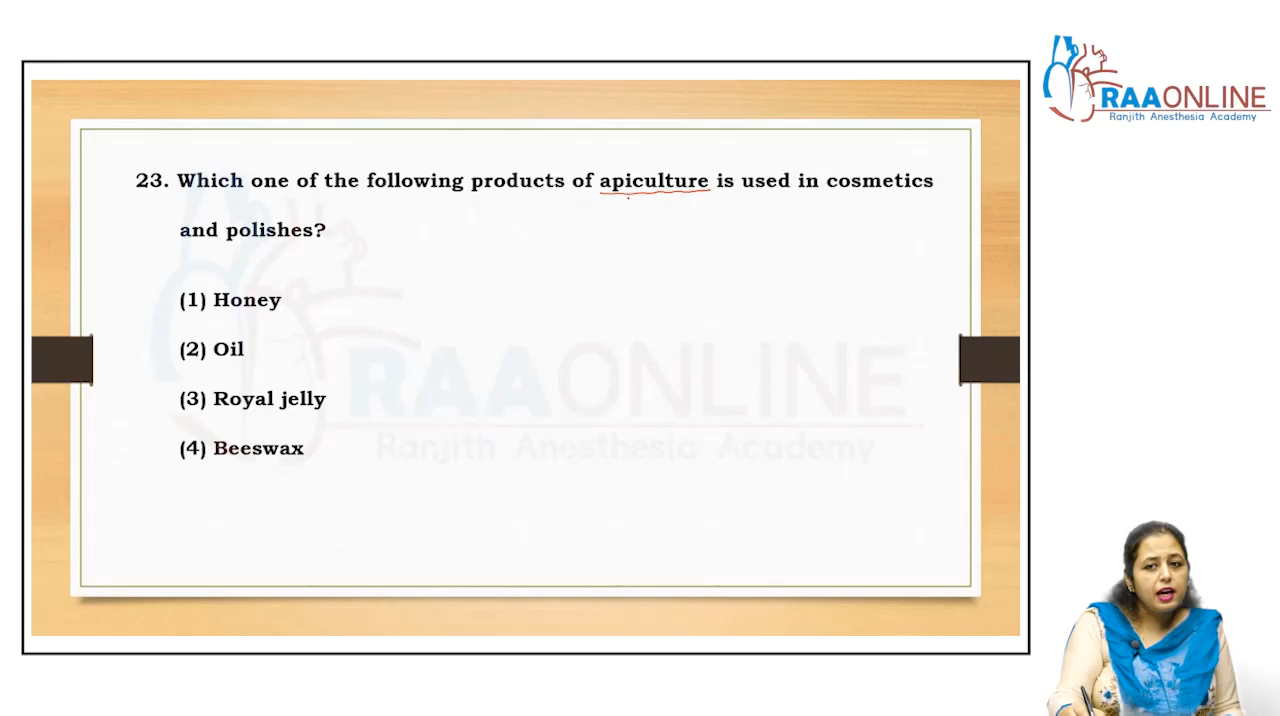 RAAONLINE
Ranjith Anesthesia Academy
23. Which one of the following products of apiculture is used in cosmetics
and polishes?
(1) Honey
(2) Oil
(3) Royal jelly
(4) Beeswax
RAAONLINE
Ranjith Anesthesia Academy